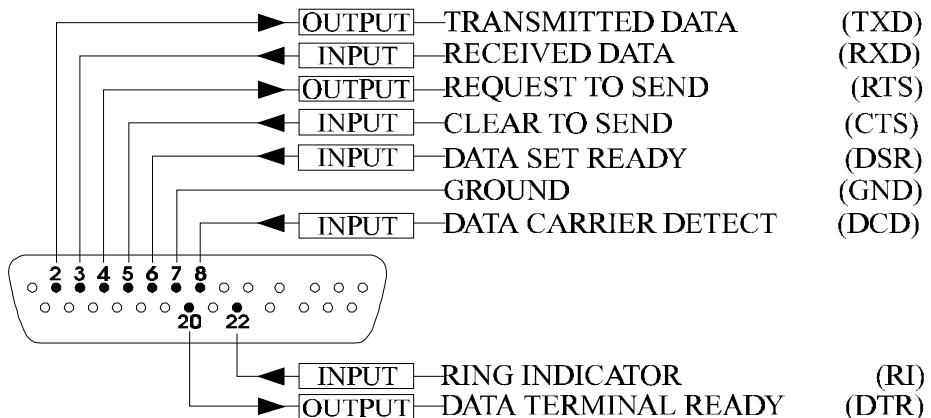 OUTPUT TRANSMITTED DATA (TXD)
INPUT RECEIVED DATA (RXD)
OUTPUT REQUEST TO SEND (RTS)
INPUT CLEAR TO SEND (CTS)
INPUT DATA SET READY (DSR)
GROUND (GND)
INPUT DATA CARRIER DETECT (DCD)
2 3 4 5 6 7 8
20 22
INPUT RING INDICATOR (RI)
OUTPUT DATA TERMINAL READY (DTR)